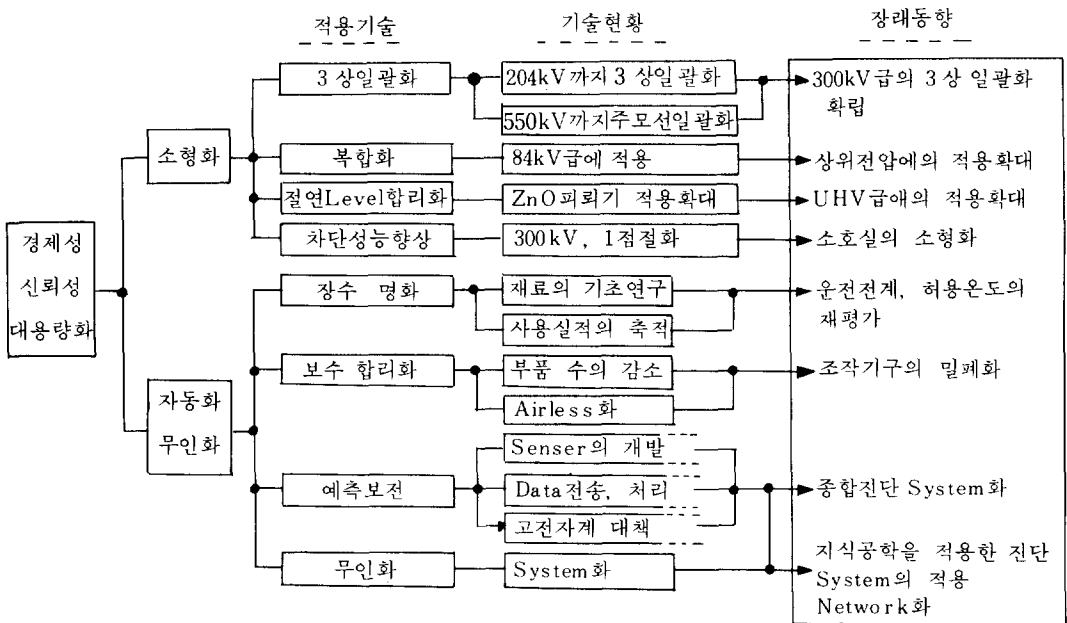 적용기술
기술현황
장래동향
3상일괄화
204kV까지 3상일괄화
300kV급의 3상 일괄화
확립
550kV까지주모선일괄화
소형화
복합화
84kV급에 적용
상위전압에의 적용확대
절연Level합리화
ZnO피뢰기 적용확대
UHV급애의 적용확대
경제성
신뢰성
대용량화
차단성능향상
300kV, 1점절화
소호실의 소형화
장수 명화
재료의 기초연구
운전전계, 허용온도의
재평가
사용실적의 축적
자동화
무인화
보수 합리화
부품 수의 감소
조작기구의 밀폐화
Airless화
예측보전
Senser의 개발
Data전송, 처리
종합진단 System화
고전자계 대책
무인화
System화
지식공학을 적용한 진단
System의 적용
Network화